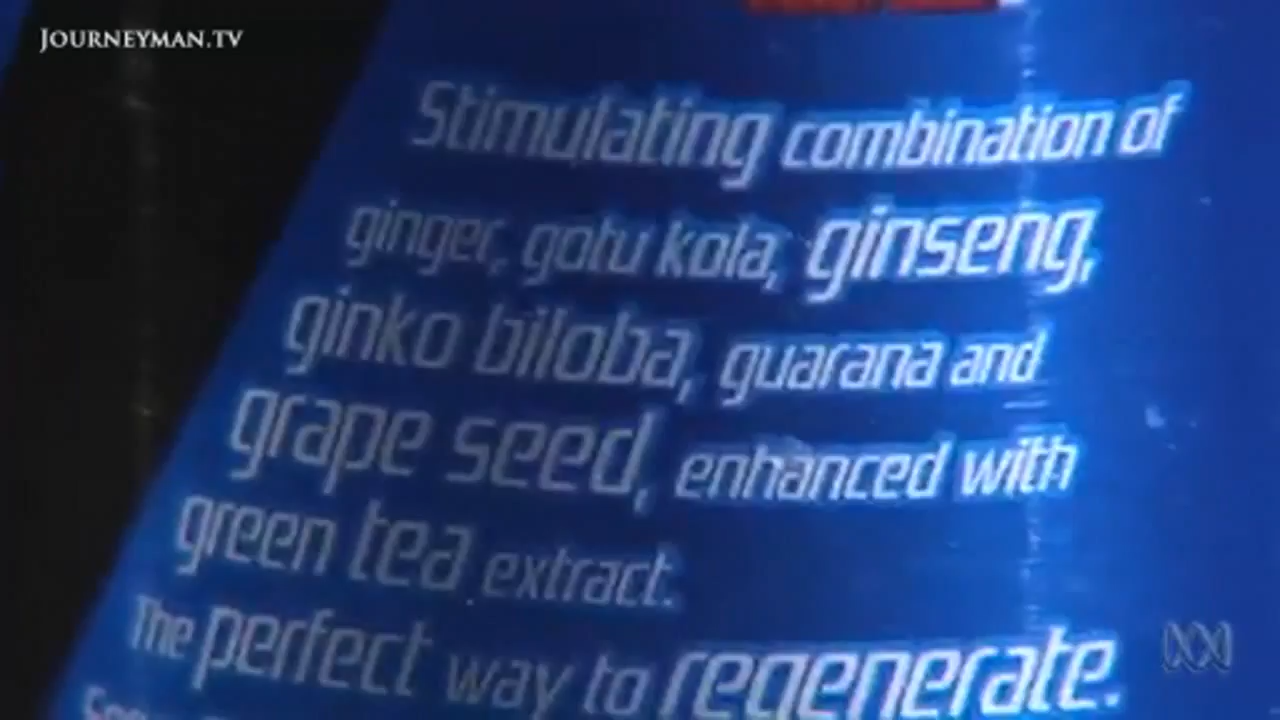 JOURNEYMAN.TV
Stimulating combination of
ginger, gotu kola, ginseng,
ginko biloba, guarana and
grape seed, enhanced with
green tea extract.
The perfect way to regenerate.